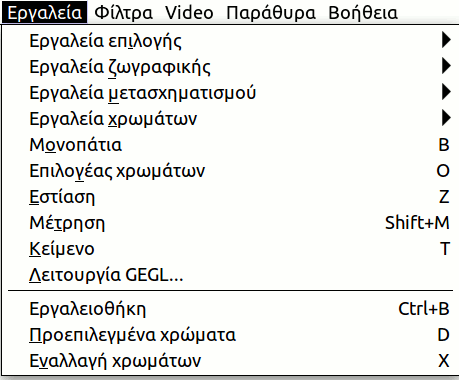 Εργαλεία Φίλτρα Video Παράθυρα Βοήθεια
Εργαλεία επιλογής
Εργαλεία ζωγραφικής
Εργαλεία μετασχηματισμού
Εργαλεία χρωμάτων
Μονοπάτια B
Επιλογέας χρωμάτων O
Εστίαση Z
Μέτρηση Shift+M
Κείμενο T
Λειτουργία GEGL...
Εργαλειοθήκη Ctrl+B
Προεπιλεγμένα χρώματα D
Εναλλαγή χρωμάτων X